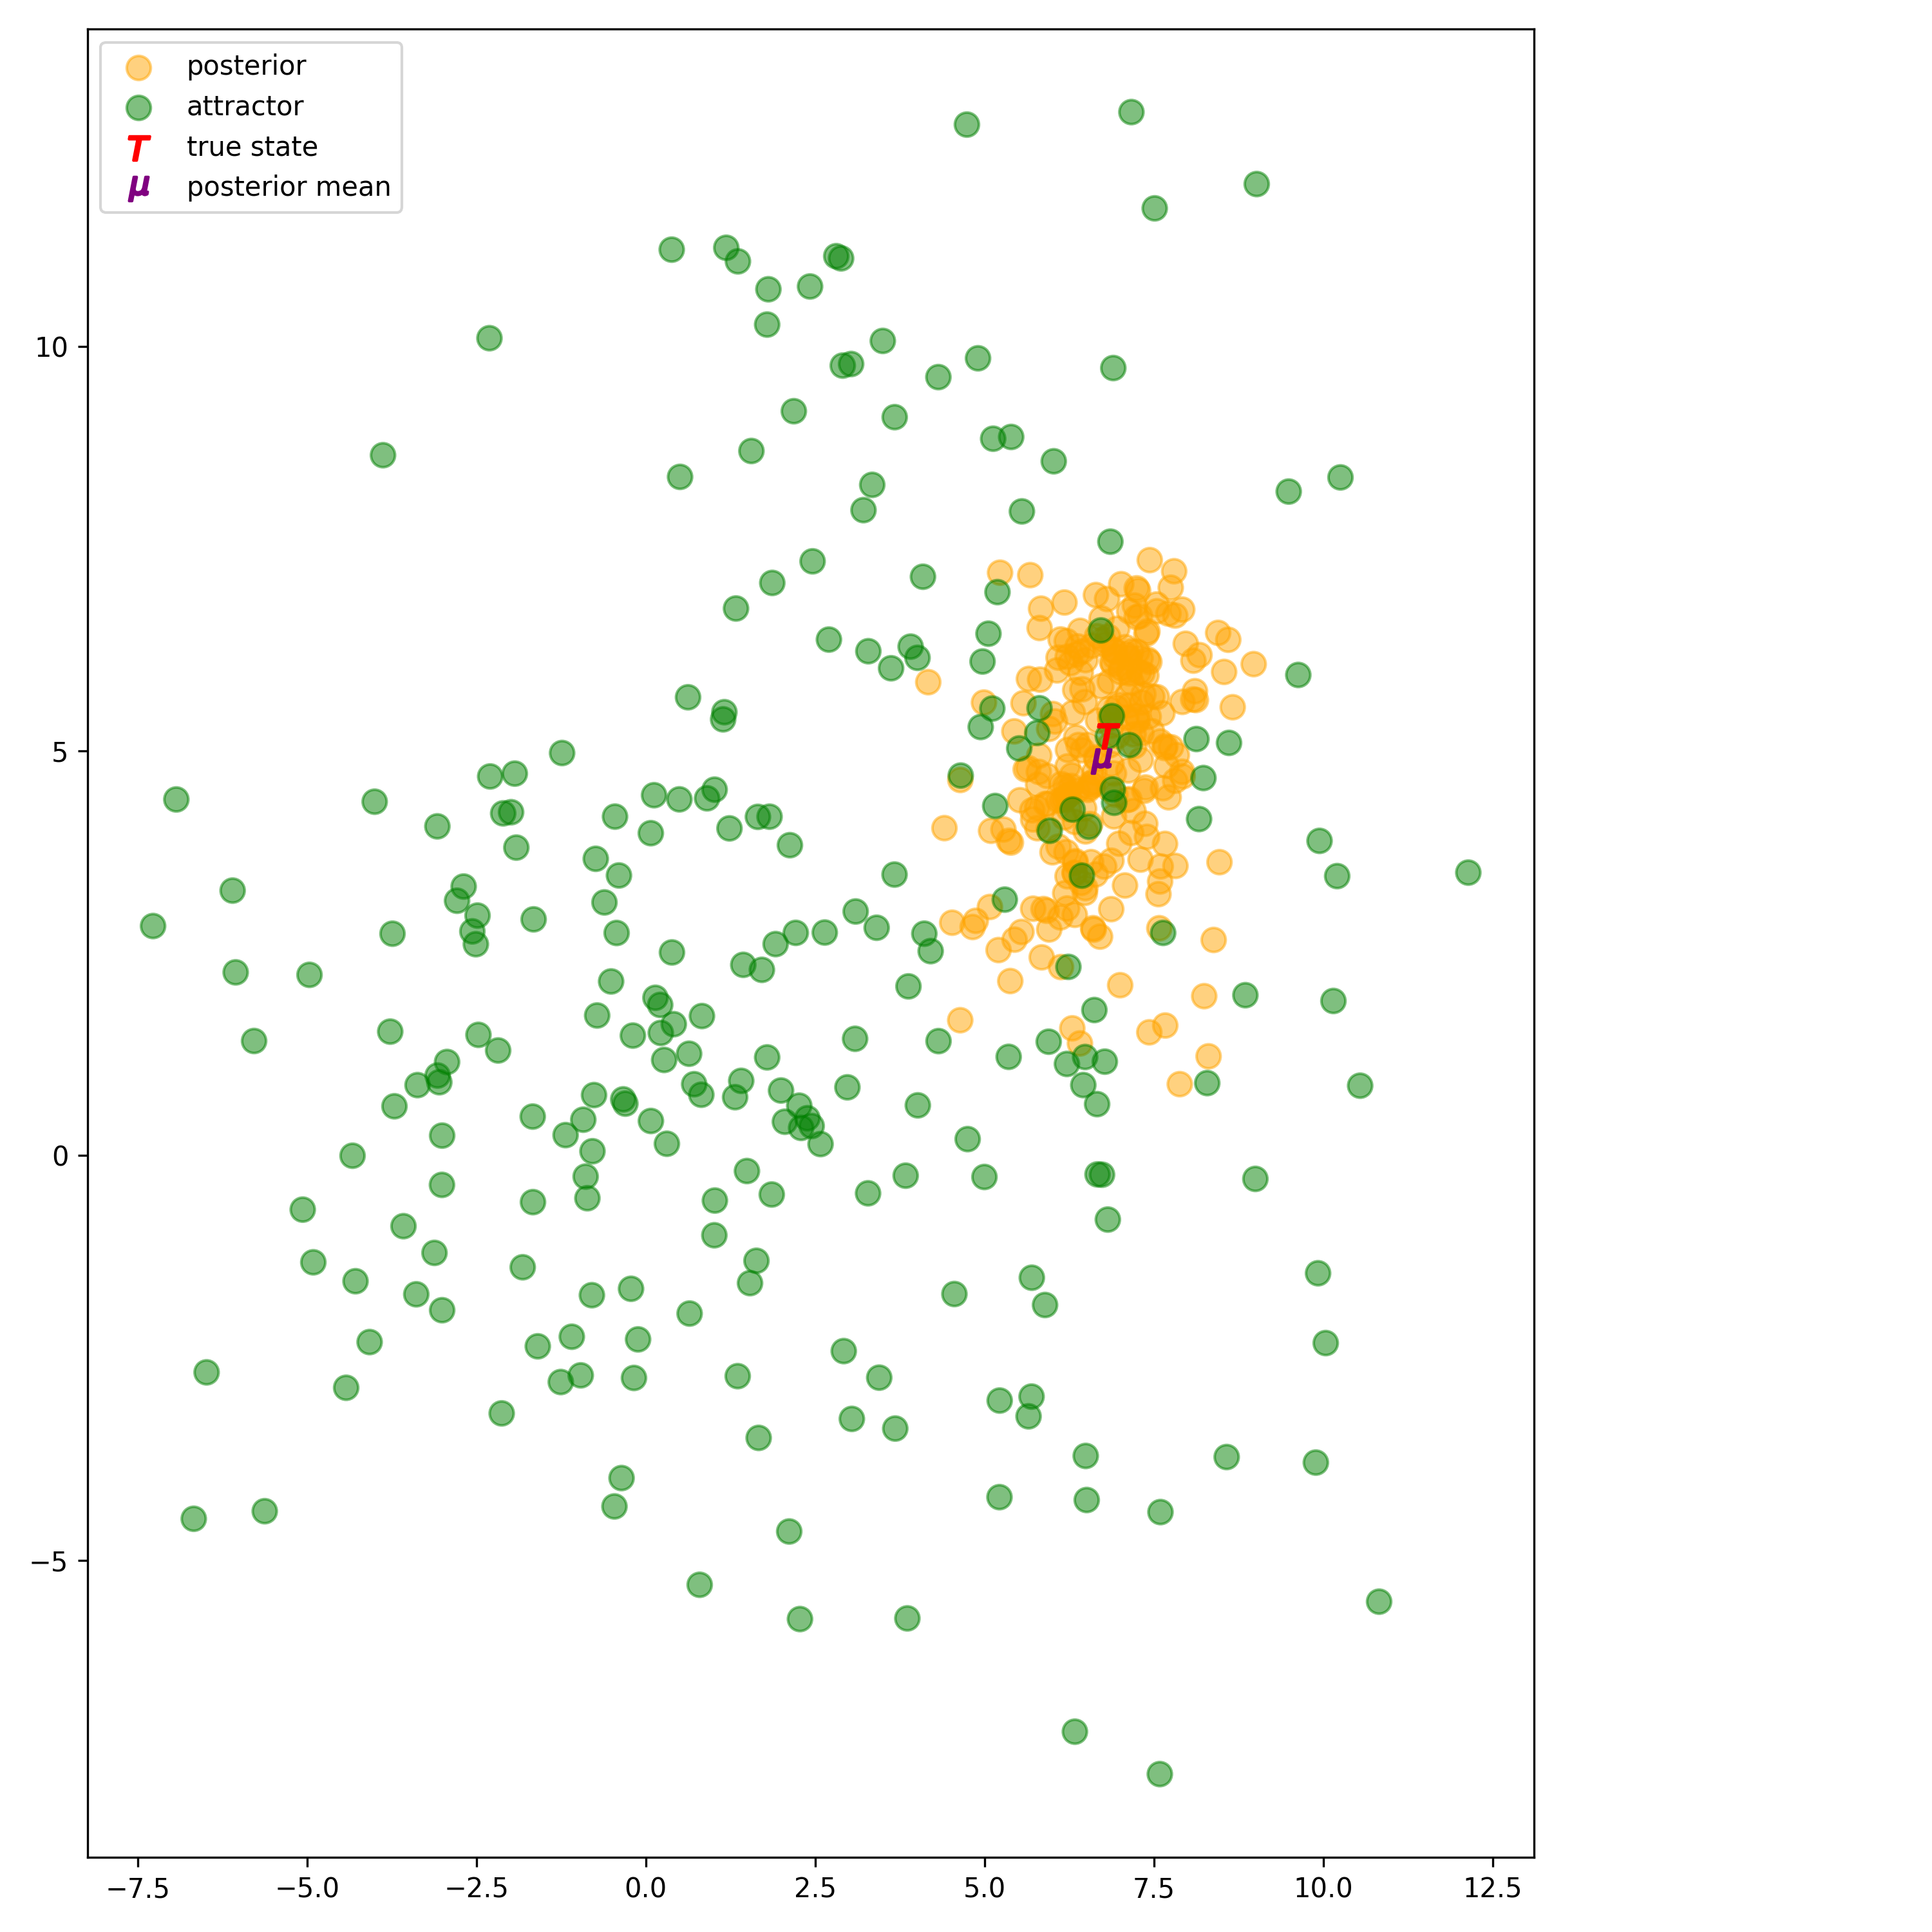 posterior
attractor
T true state
μ posterior mean
10
5
0
−5
−7.5 −5.0 −2.5 0.0 2.5 5.0 7.5 10.0 12.5
T
μ